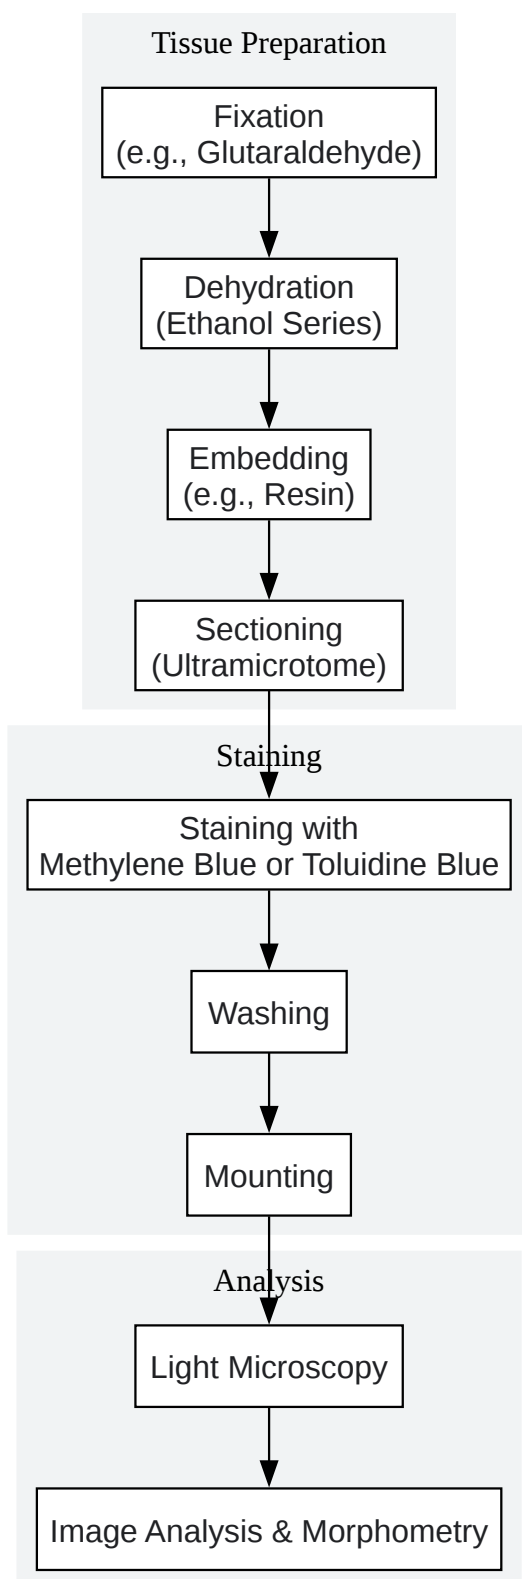 Tissue Preparation
Fixation
(e.g., Glutaraldehyde)
Dehydration
(Ethanol Series)
Embedding
(e.g., Resin)
Sectioning
(Ultramicrotome)
Staining
Staining with
Methylene Blue or Toluidine Blue
Washing
Mounting
Analysis
Light Microscopy
Image Analysis & Morphometry